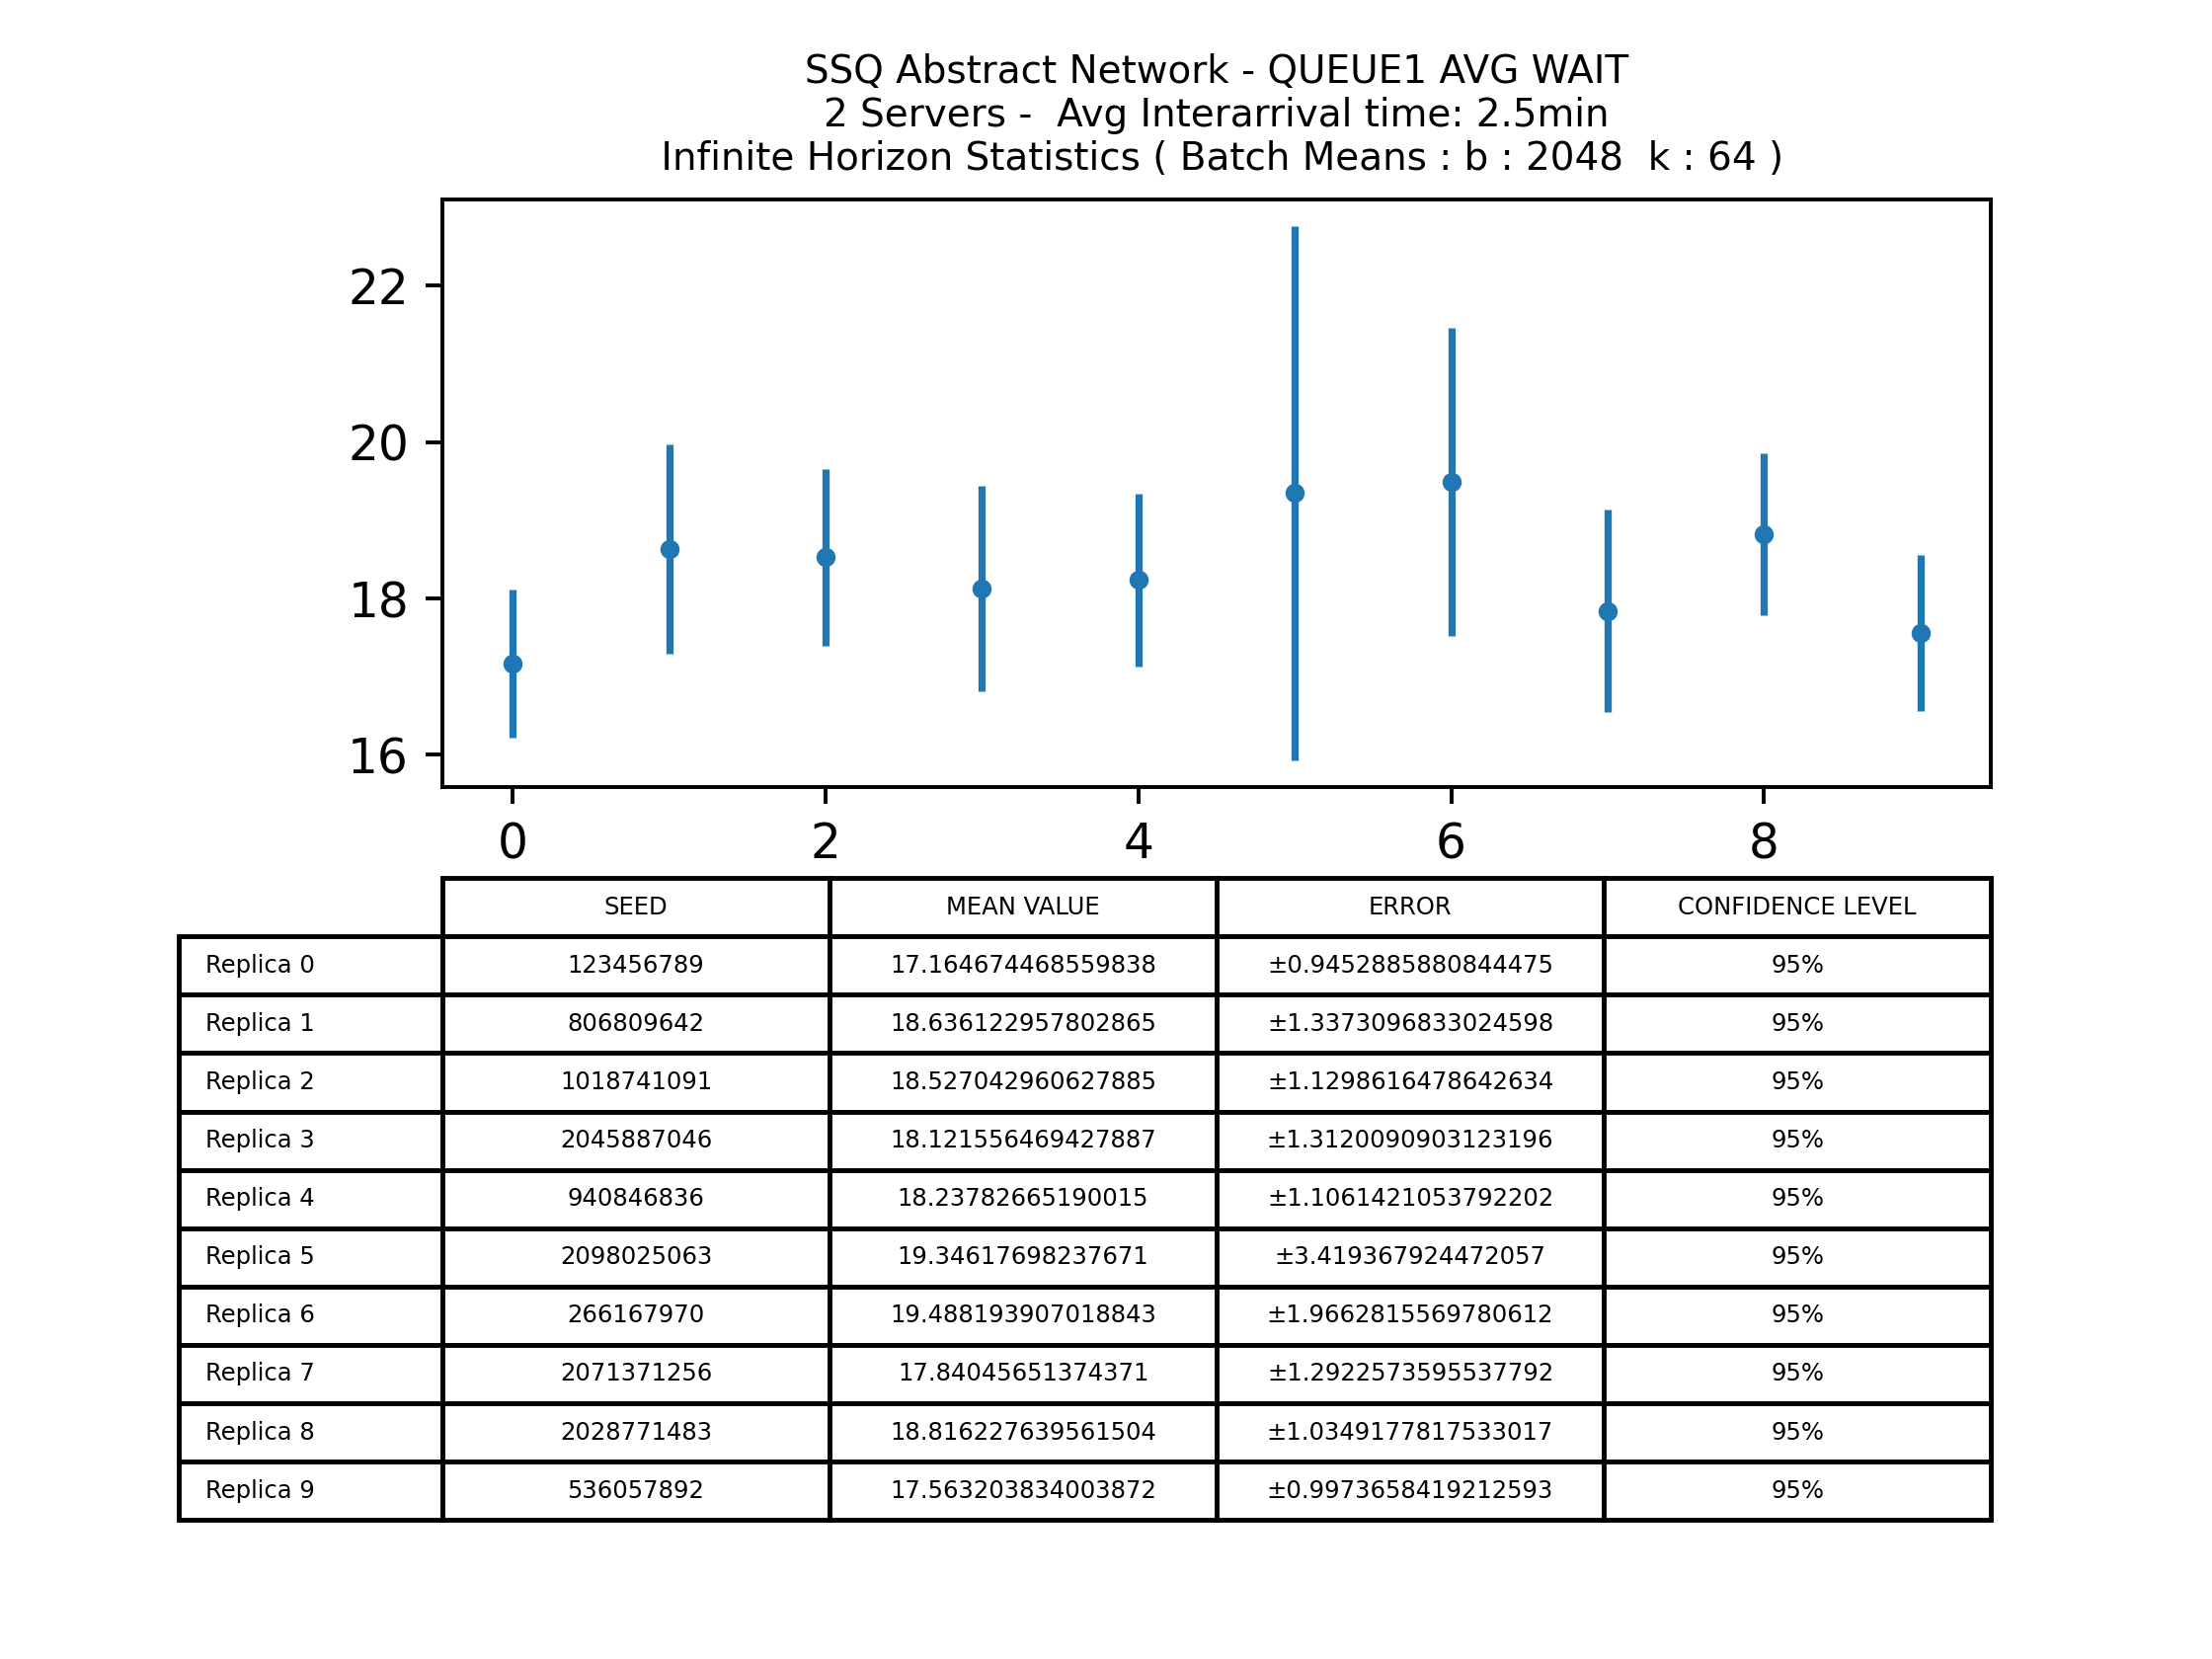 SSQ Abstract Network - QUEUE1 AVG WAIT
2 Servers -  Avg Interarrival time: 2.5min
Infinite Horizon Statistics ( Batch Means : b : 2048  k : 64 )
22
20
18
16
0 2 4 6 8
SEED MEAN VALUE ERROR CONFIDENCE LEVEL
Replica 0 123456789 17.164674468559838 ±0.9452885880844475 95%
Replica 1 806809642 18.636122957802865 ±1.3373096833024598 95%
Replica 2 1018741091 18.527042960627885 ±1.1298616478642634 95%
Replica 3 2045887046 18.121556469427887 ±1.3120090903123196 95%
Replica 4 940846836 18.23782665190015 ±1.1061421053792202 95%
Replica 5 2098025063 19.34617698237671 ±3.419367924472057 95%
Replica 6 266167970 19.488193907018843 ±1.9662815569780612 95%
Replica 7 2071371256 17.84045651374371 ±1.2922573595537792 95%
Replica 8 2028771483 18.816227639561504 ±1.0349177817533017 95%
Replica 9 536057892 17.563203834003872 ±0.9973658419212593 95%